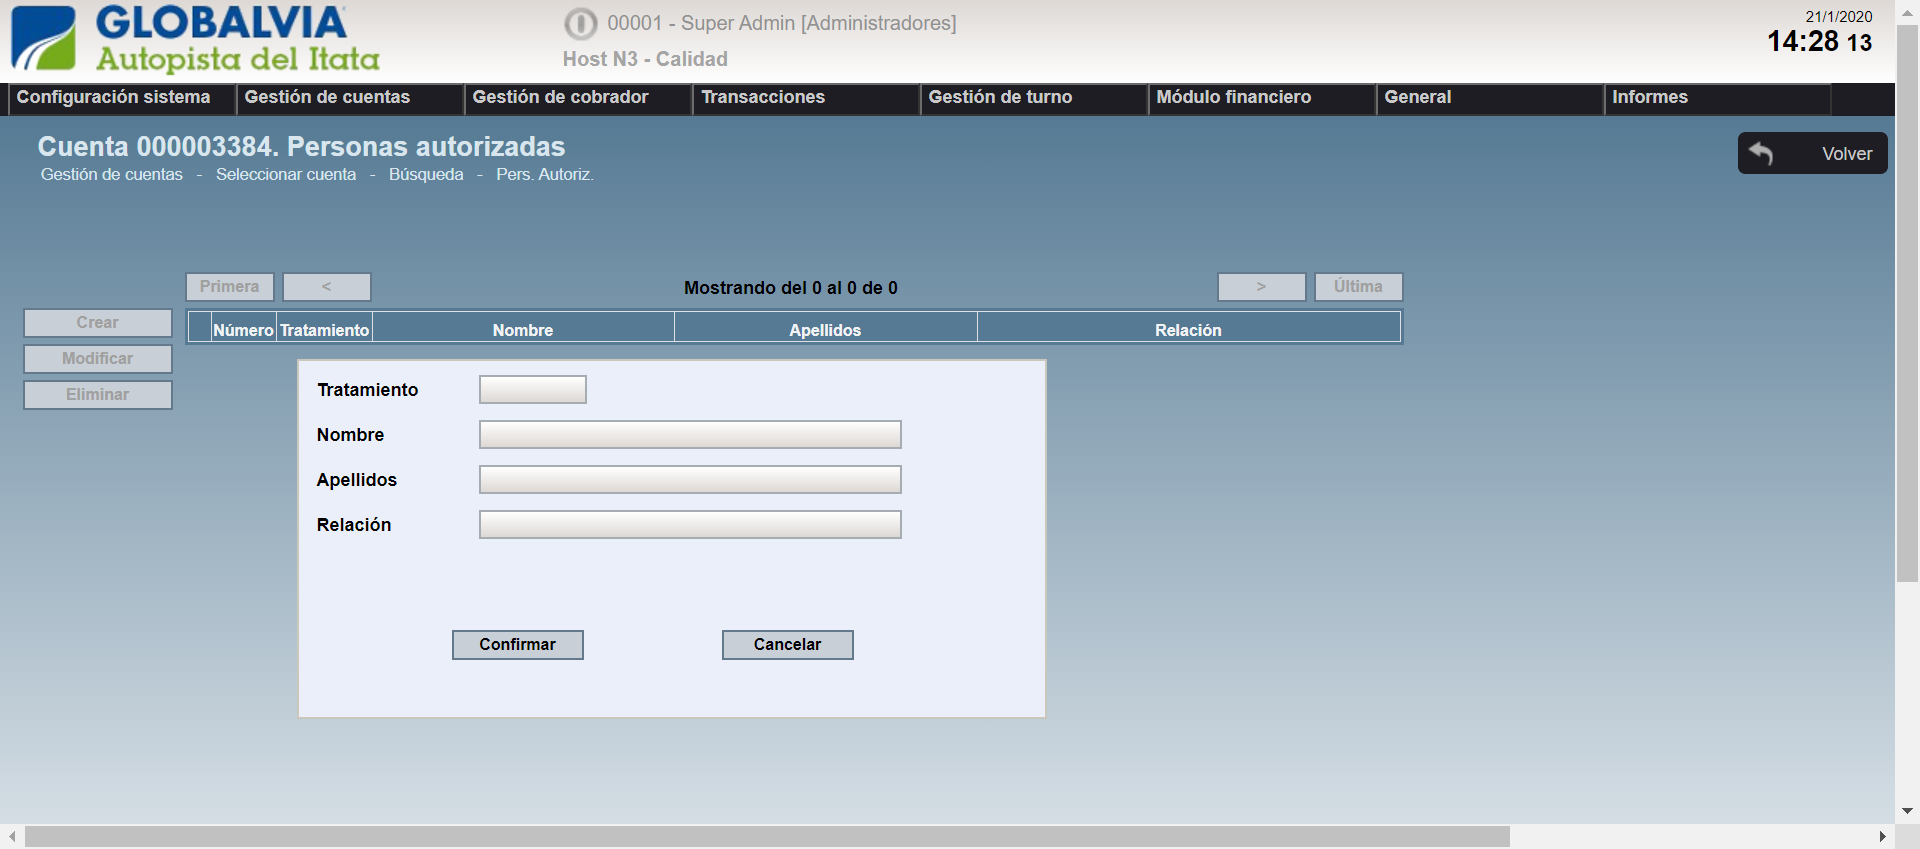 GLOBALVIA
Autopista del Itata
00001 - Super Admin [Administradores]
Host N3 - Calidad
21/1/2020
14:28 13
Configuración sistema
Gestión de cuentas
Gestión de cobrador
Transacciones
Gestión de turno
Módulo financiero
General
Informes
Cuenta 000003384. Personas autorizadas
Gestión de cuentas - Seleccionar cuenta - Búsqueda - Pers. Autoriz.
Volver
Primera
<
Mostrando del 0 al 0 de 0
>
Última
Crear
Modificar
Eliminar
Número
Tratamiento
Nombre
Apellidos
Relación
Tratamiento
Nombre
Apellidos
Relación
Confirmar
Cancelar